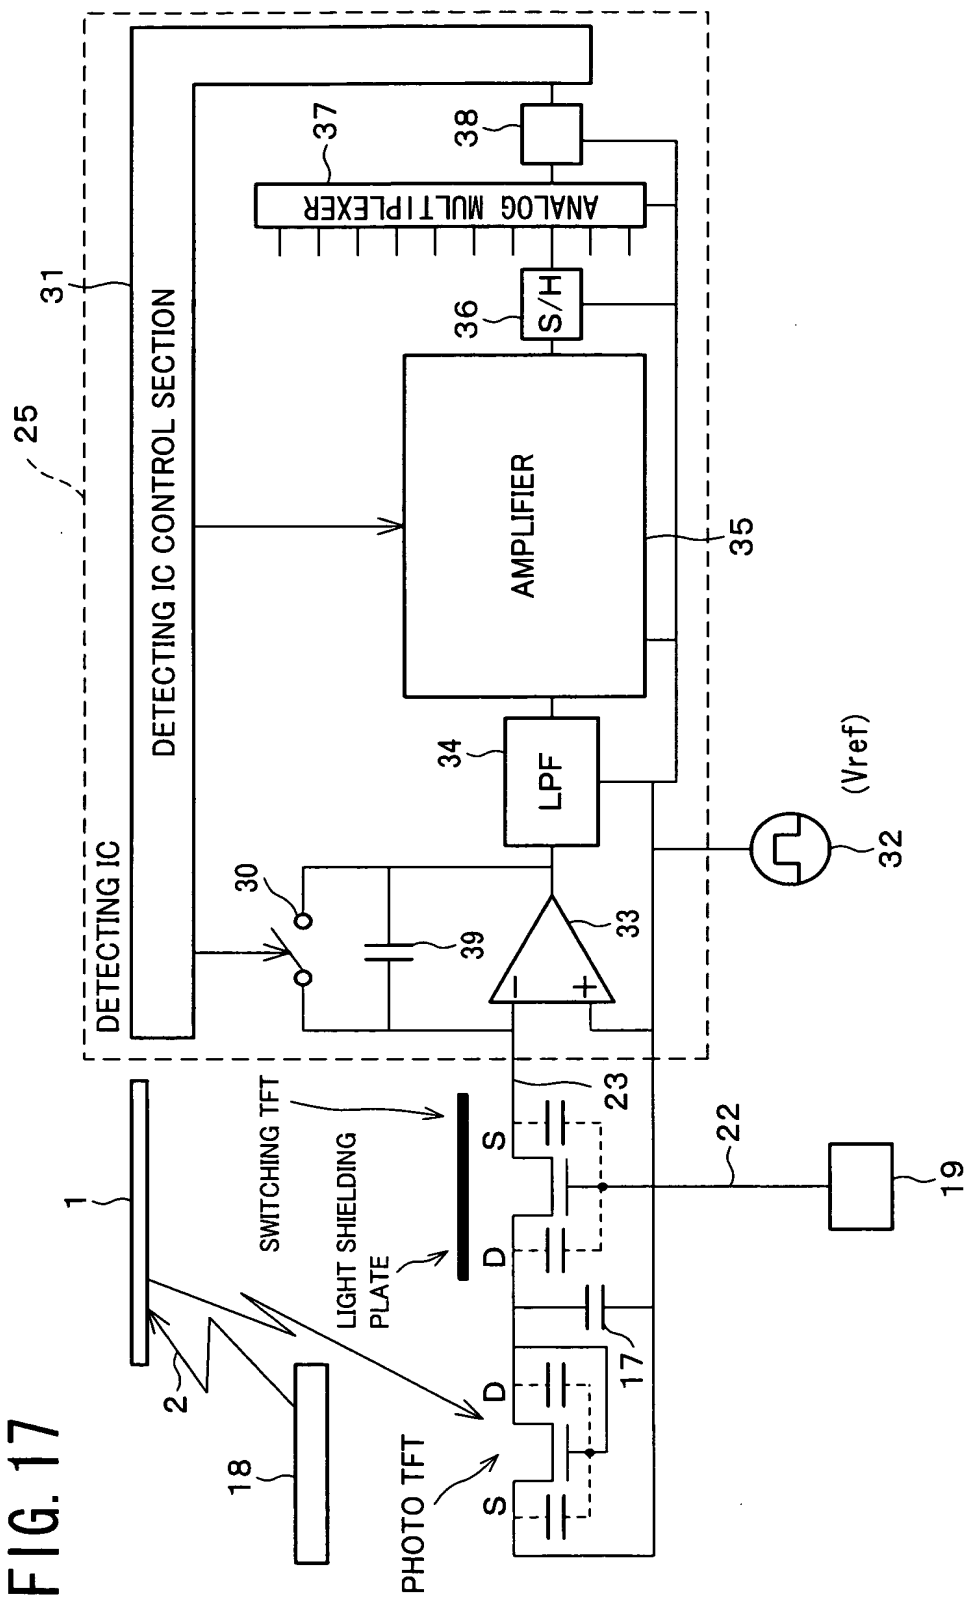 FIG. 17
DETECTING IC
25
31
DETECTING IC CONTROL SECTION
1
2
18
30
39
33
34
LPF
AMPLIFIER
35
36
S/H
37
ANALOG MULTIPLEXER
38
SWITCHING TFT
LIGHT SHIELDING
PLATE
PHOTO TFT
S
D
D
S
−
+
23
17
22
19
32
(Vref)